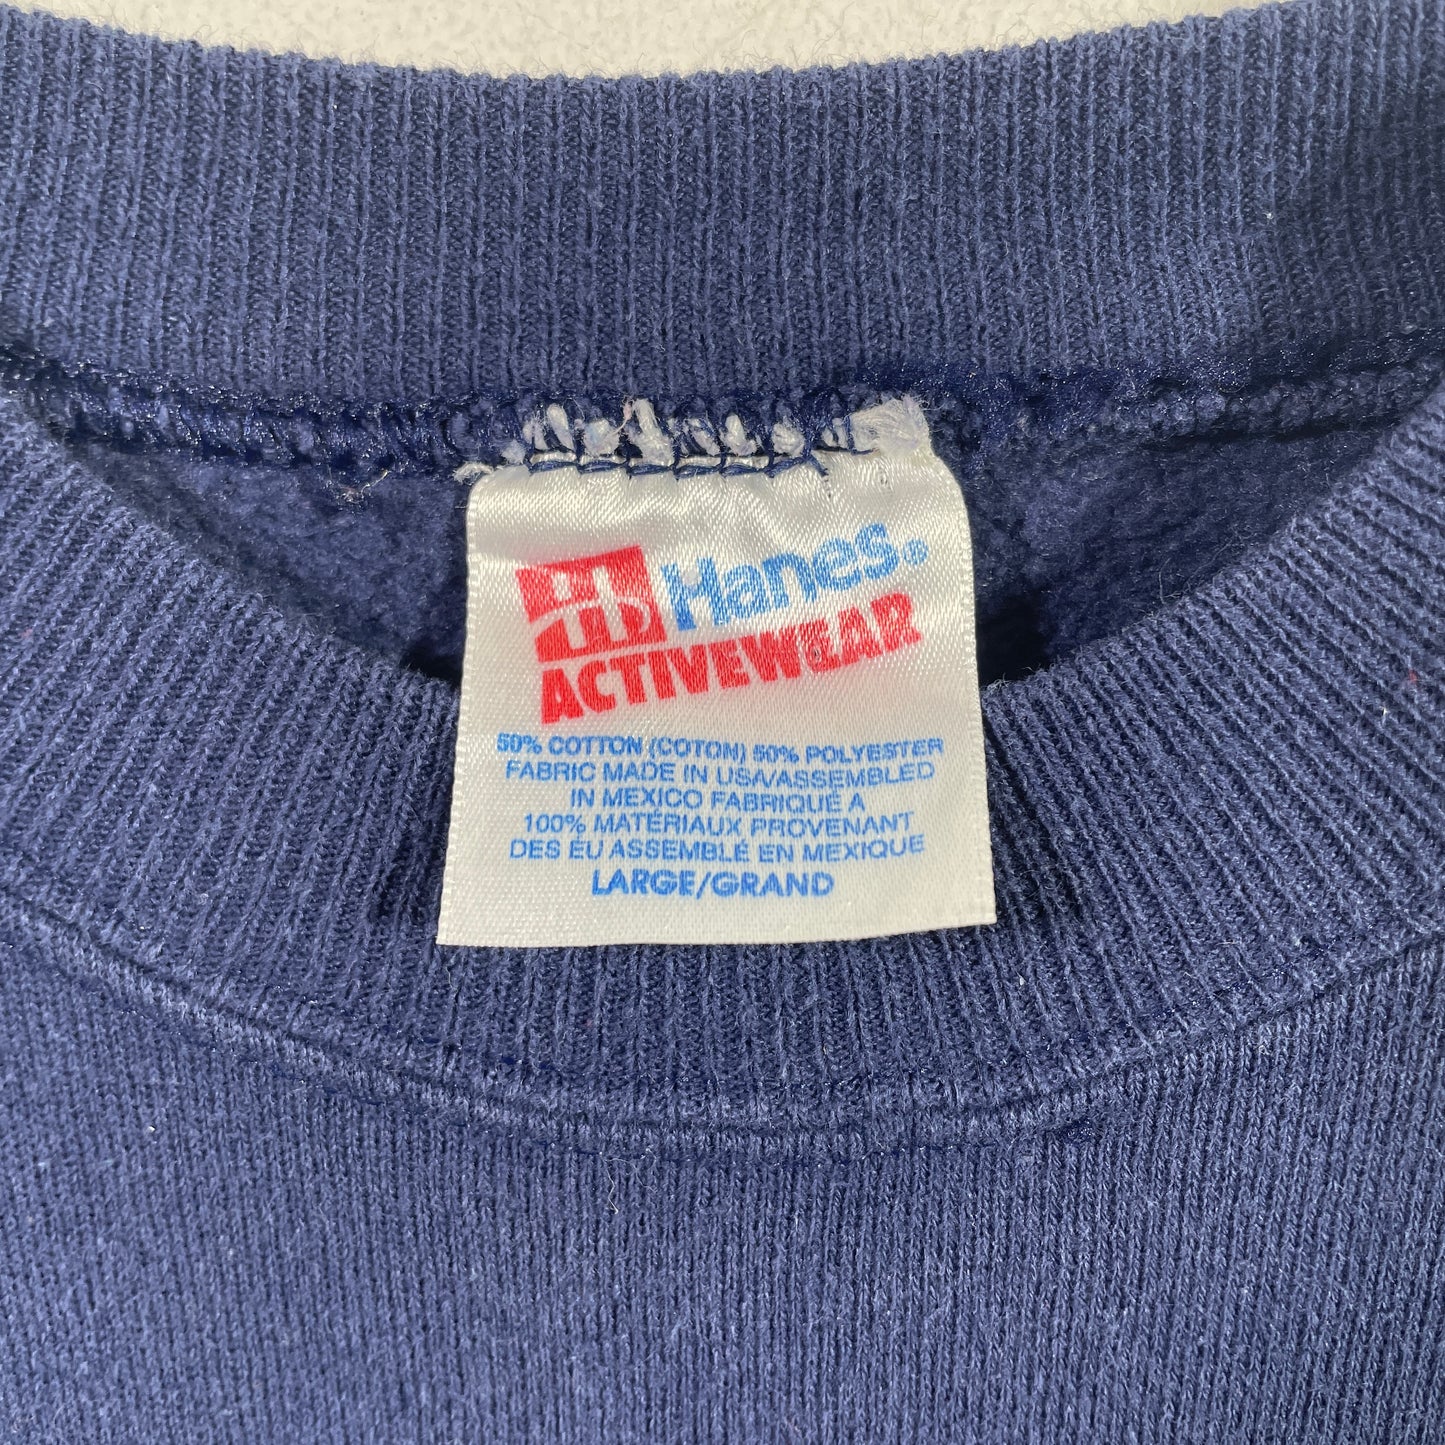 Hanes®
ACTIVEWEAR
50% COTTON (COTON) 50% POLYESTER
FABRIC MADE IN USA/ASSEMBLED
IN MEXICO FABRIQUÉ A
100% MATÉRIAUX PROVENANT
DES ÉU ASSEMBLÉ EN MEXIQUE
LARGE/GRAND